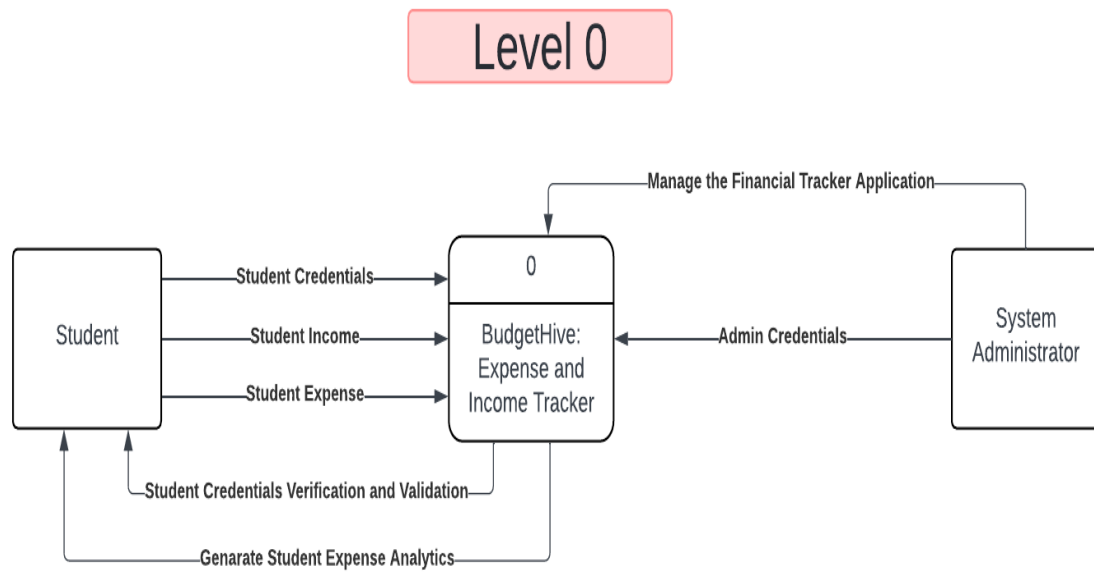 Level 0
Manage the Financial Tracker Application
0
Student Credentials
Student
Student Income
BudgetHive:
Expense and
Income Tracker
Admin Credentials
System
Administrator
Student Expense
Student Credentials Verification and Validation
Genarate Student Expense Analytics